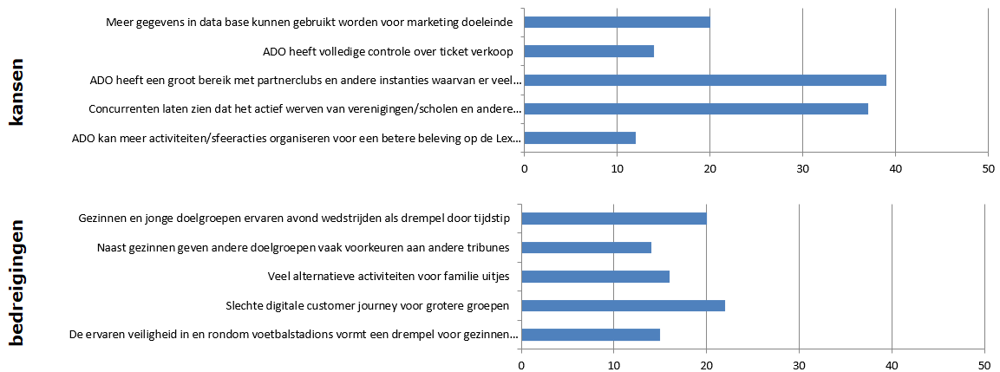 kansen
Meer gegevens in data base kunnen gebruikt worden voor marketing doeleinde
ADO heeft volledige controle over ticket verkoop
ADO heeft een groot bereik met partnerclubs en andere instanties waarvan er veel...
Concurrenten laten zien dat het actief werven van verenigingen/scholen en andere...
ADO kan meer activiteiten/sfeeracties organiseren voor een betere beleving op de Lex...
0 10 20 30 40 50
bedreigingen
Gezinnen en jonge doelgroepen ervaren avond wedstrijden als drempel door tijdstip
Naast gezinnen geven andere doelgroepen vaak voorkeuren aan andere tribunes
Veel alternatieve activiteiten voor familie uitjes
Slechte digitale customer journey voor grotere groepen
De ervaren veiligheid in en rondom voetbalstadions vormt een drempel voor gezinnen...
0 10 20 30 40 50